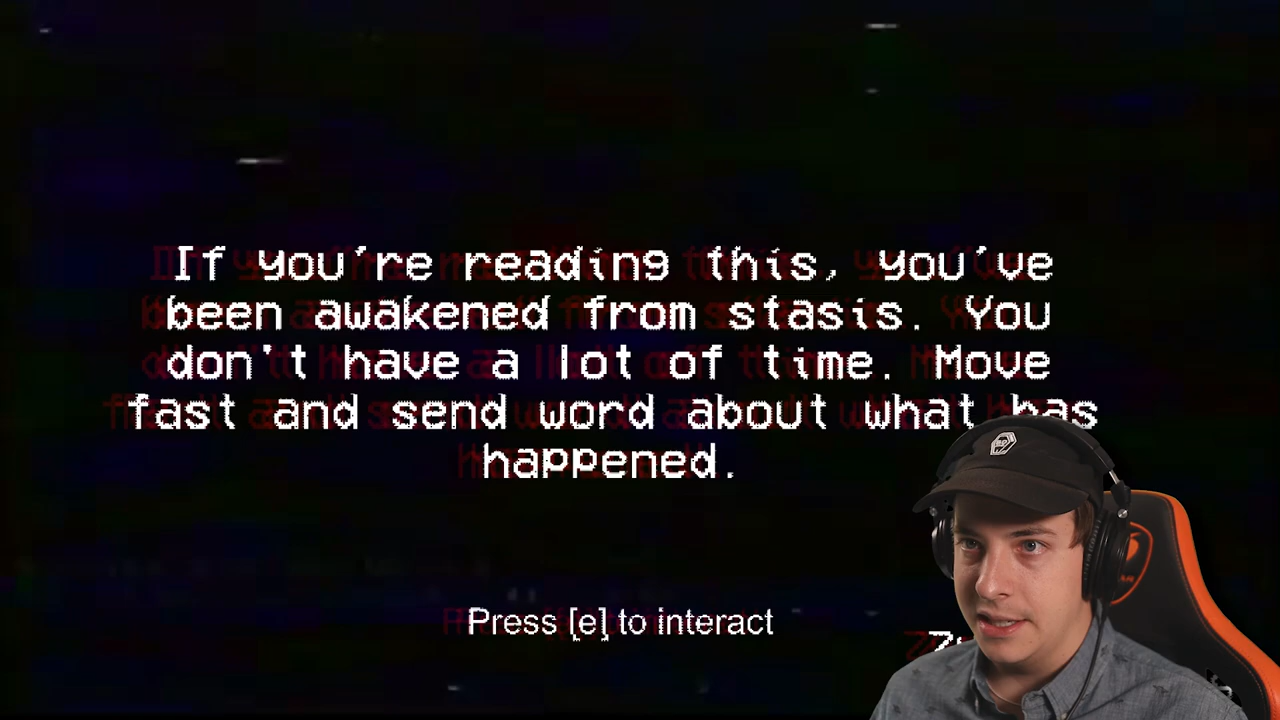 If you're reading this, you've
been awakened from stasis. You
don't have a lot of time. Move
fast and send word about what has
happened.
Press [e] to interact